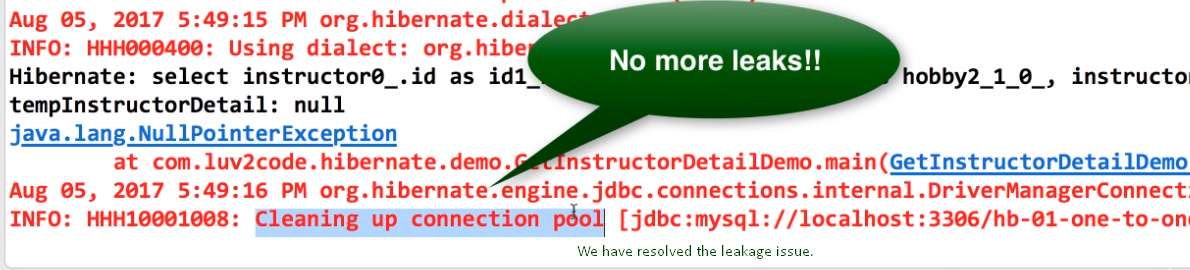 Aug 05, 2017 5:49:15 PM org.hibernate.dialect
INFO: HHH000400: Using dialect: org.hiber
No more leaks!!
Hibernate: select instructor0_.id as id1_ hobby2_1_0_, instructor
tempInstructorDetail: null
java.lang.NullPointerException
at com.luv2code.hibernate.demo.GetInstructorDetailDemo.main(GetInstructorDetailDemo
Aug 05, 2017 5:49:16 PM org.hibernate.engine.jdbc.connections.internal.DriverManagerConnecti
INFO: HHH10001008: Cleaning up connection pool [jdbc:mysql://localhost:3306/hb-01-one-to-one
We have resolved the leakage issue.